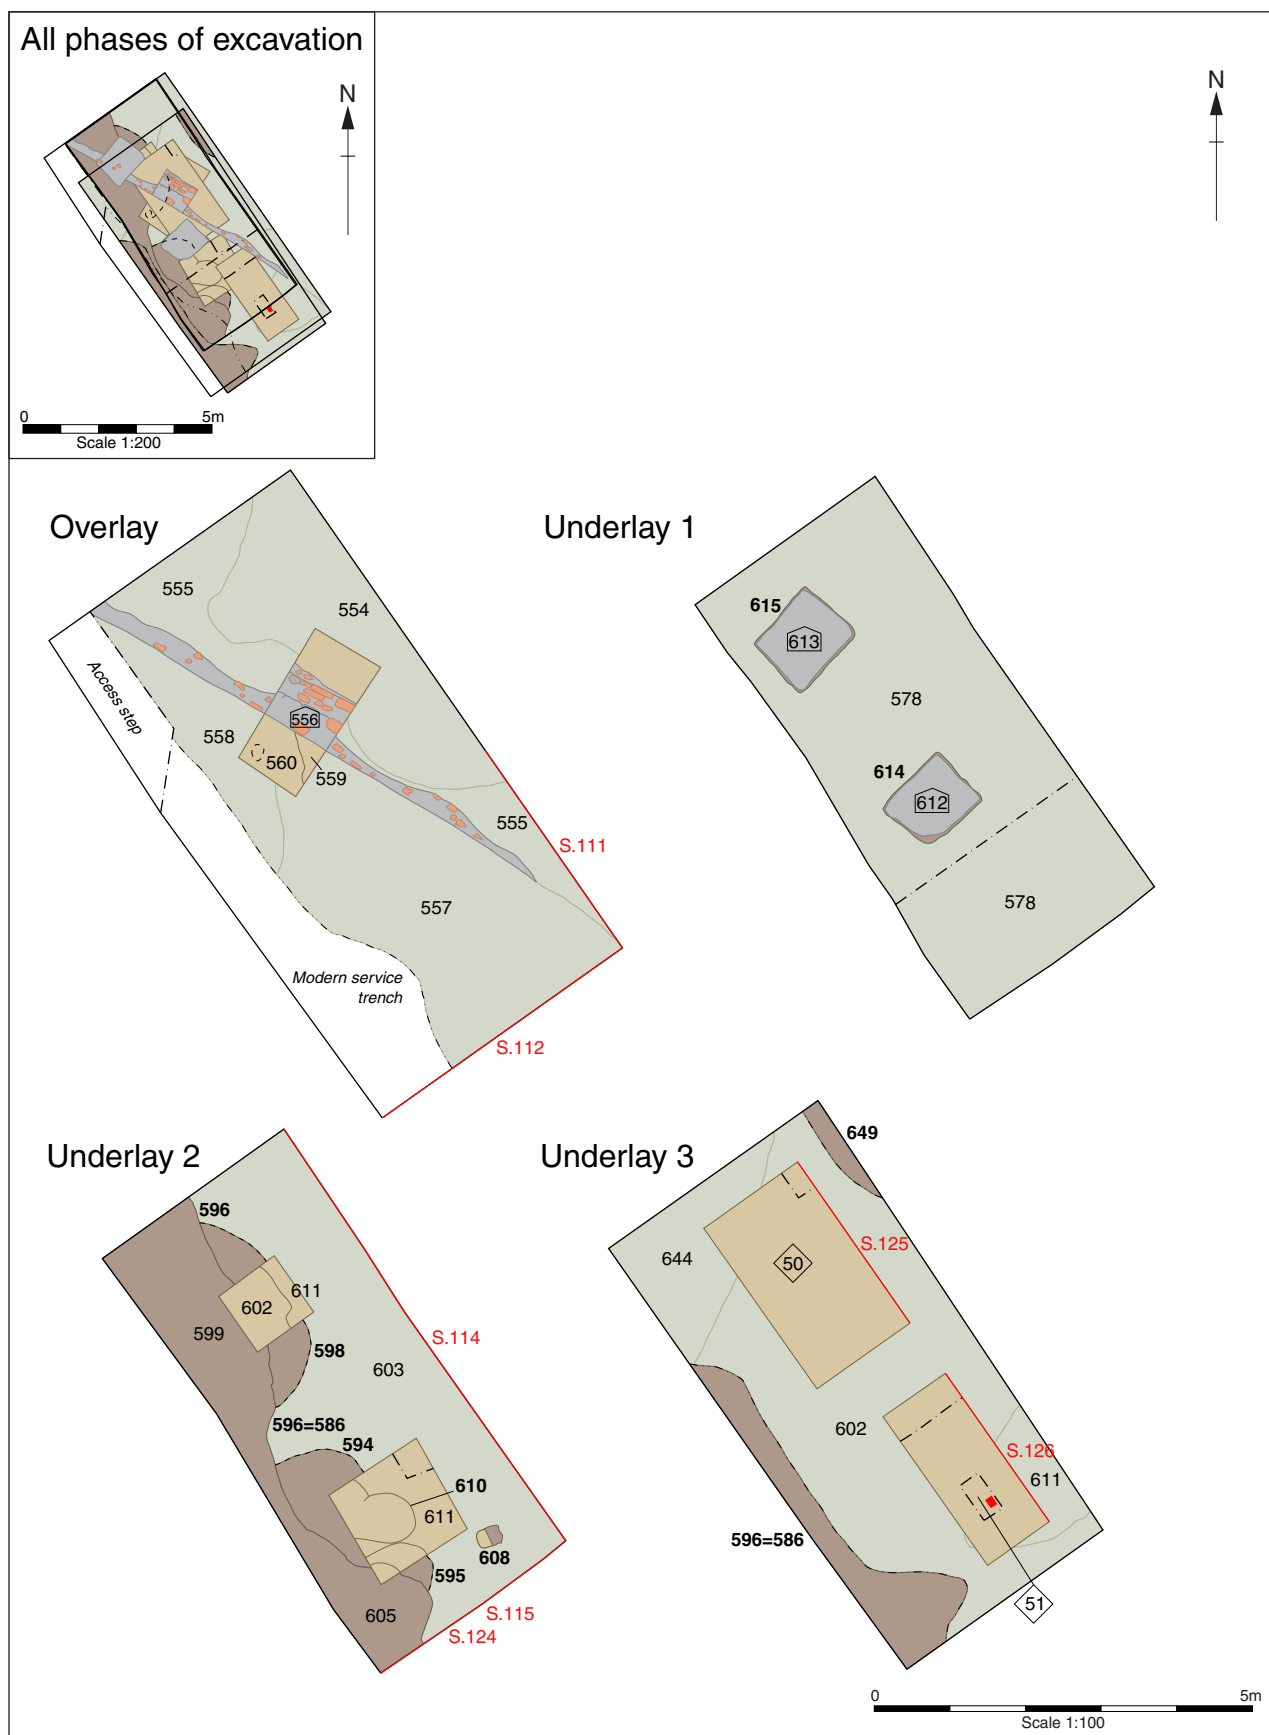 All phases of excavation
N
N
0 5m
Scale 1:200
Overlay
Underlay 1
555
554
615
613
Access step
556
578
558
560
559
614
612
555
S.111
557
578
Modern service
trench
S.112
Underlay 2
Underlay 3
649
596
S.125
644
50
611
602
599
S.114
598
603
596=586
594
602
S.126
610
611
611
596=586
608
595
51
605
S.115
S.124
0 5m
Scale 1:100